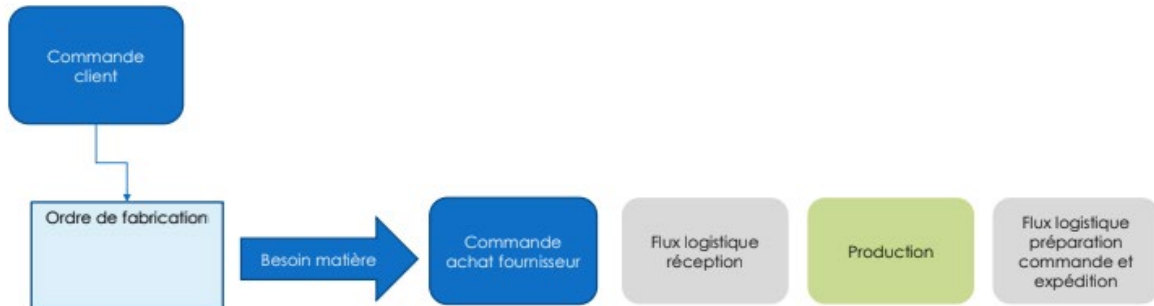 Commande
client
Ordre de fabrication
Besoin matière
Commande
achat fournisseur
Flux logistique
réception
Production
Flux logistique
préparation
commande et
expédition